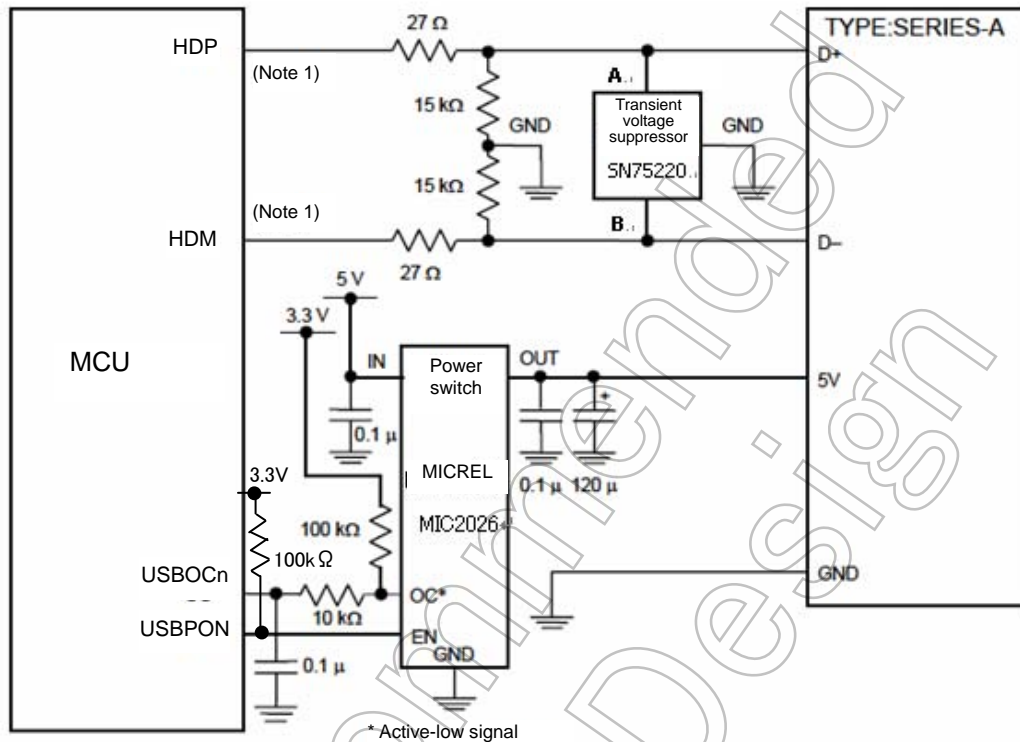 27 Ω
TYPE:SERIES-A
HDP
D+
(Note 1)
A
15 kΩ
GND
Transient
voltage
suppressor
GND
SN75220
15 kΩ
(Note 1)
B
HDM
D–
27 Ω
5 V
3.3 V
MCU
IN
Power
switch
OUT
5V
+
0.1 μ
MICREL
0.1 μ
120 μ
3.3V
100 kΩ
MIC2026
100kΩ
USBOCn
OC*
GND
10 kΩ
USBPON
EN
GND
0.1 μ
* Active-low signal
ommended
Design